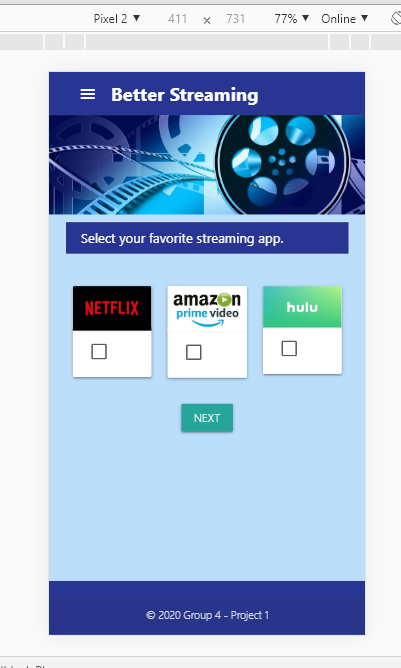 Pixel 2 ▼ 411 × 731 77% ▼ Online ▼
Better Streaming
Select your favorite streaming app.
NETFLIX
amazon
prime video
hulu
NEXT
© 2020 Group 4 - Project 1